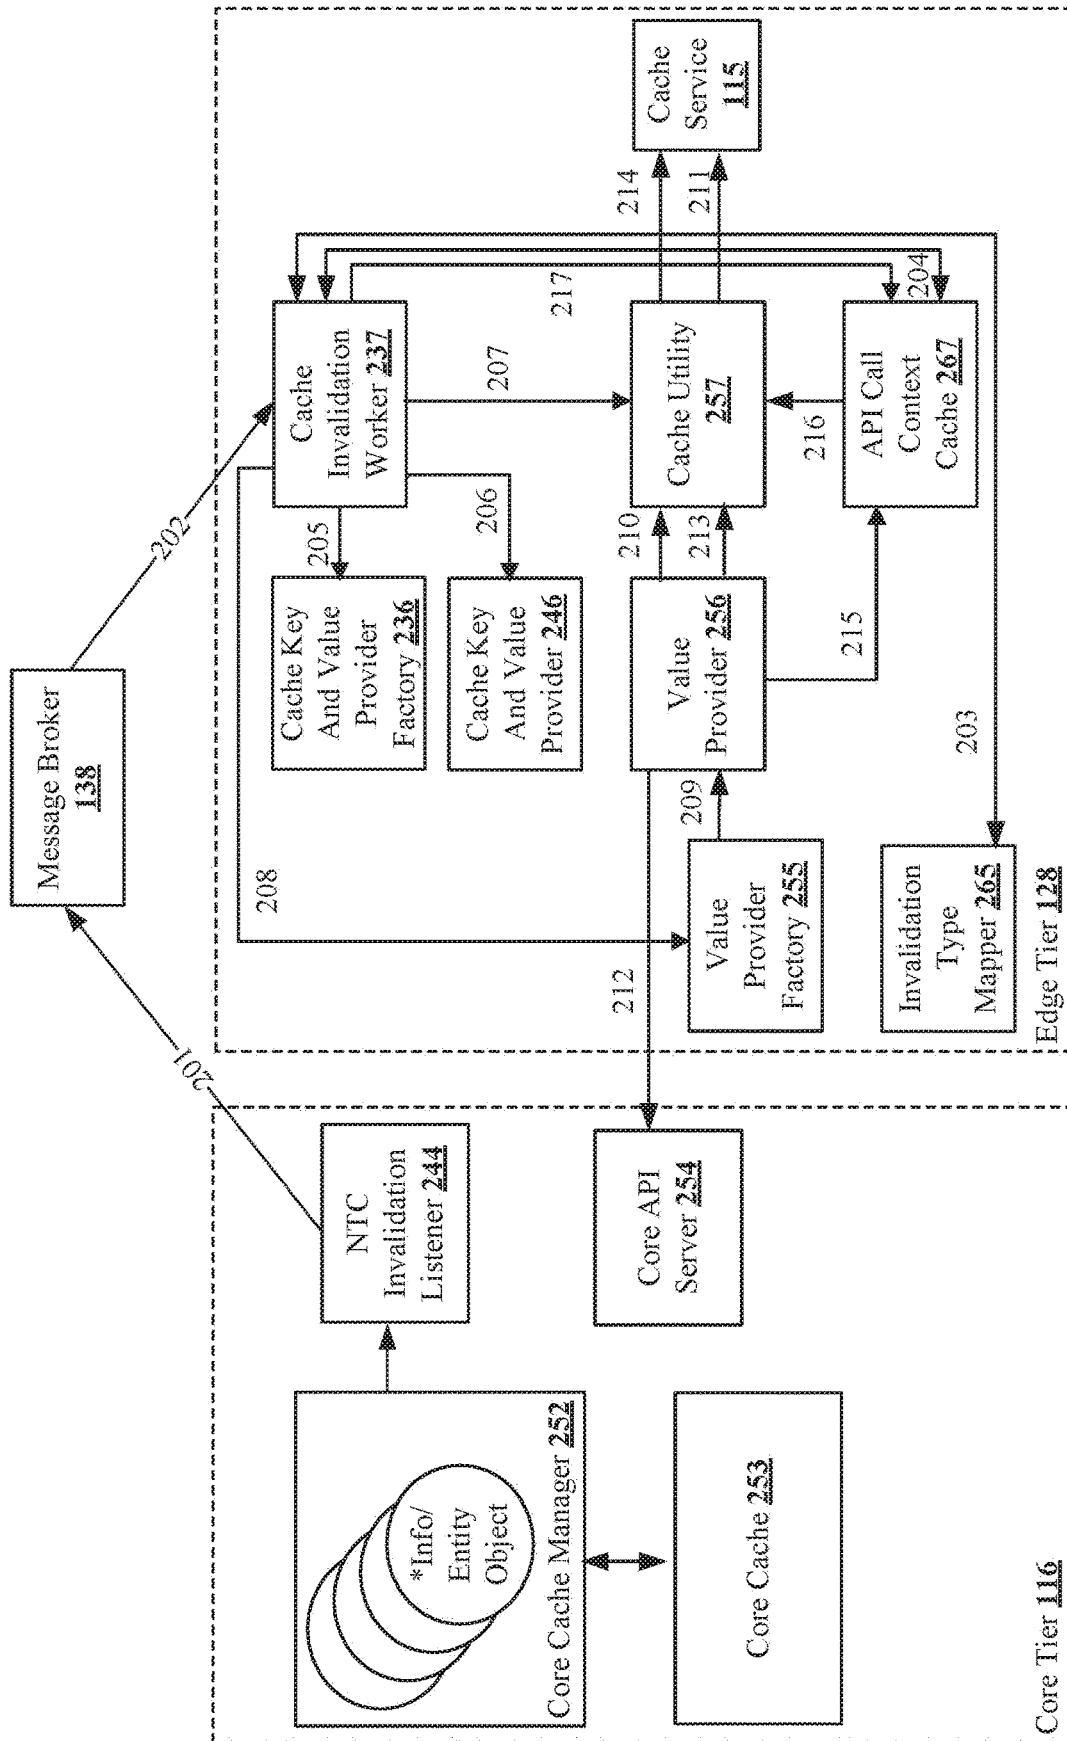 Message Broker
138
201
202
NTC
Invalidation
Listener 244
*Info/
Entity
Object
Core Cache Manager 252
Core Cache 253
Core API
Server 254
Core Tier 116
208
Cache
Invalidation
Worker 237
205
206
207
217
Cache Key
And Value
Provider
Factory 236
Cache Key
And Value
Provider 246
212
209
Value
Provider
Factory 255
Value
Provider 256
210
213
Cache Utility
257
214
211
Cache
Service
115
215
216
API Call
Context
Cache 267
204
203
Invalidation
Type
Mapper 265
Edge Tier 128